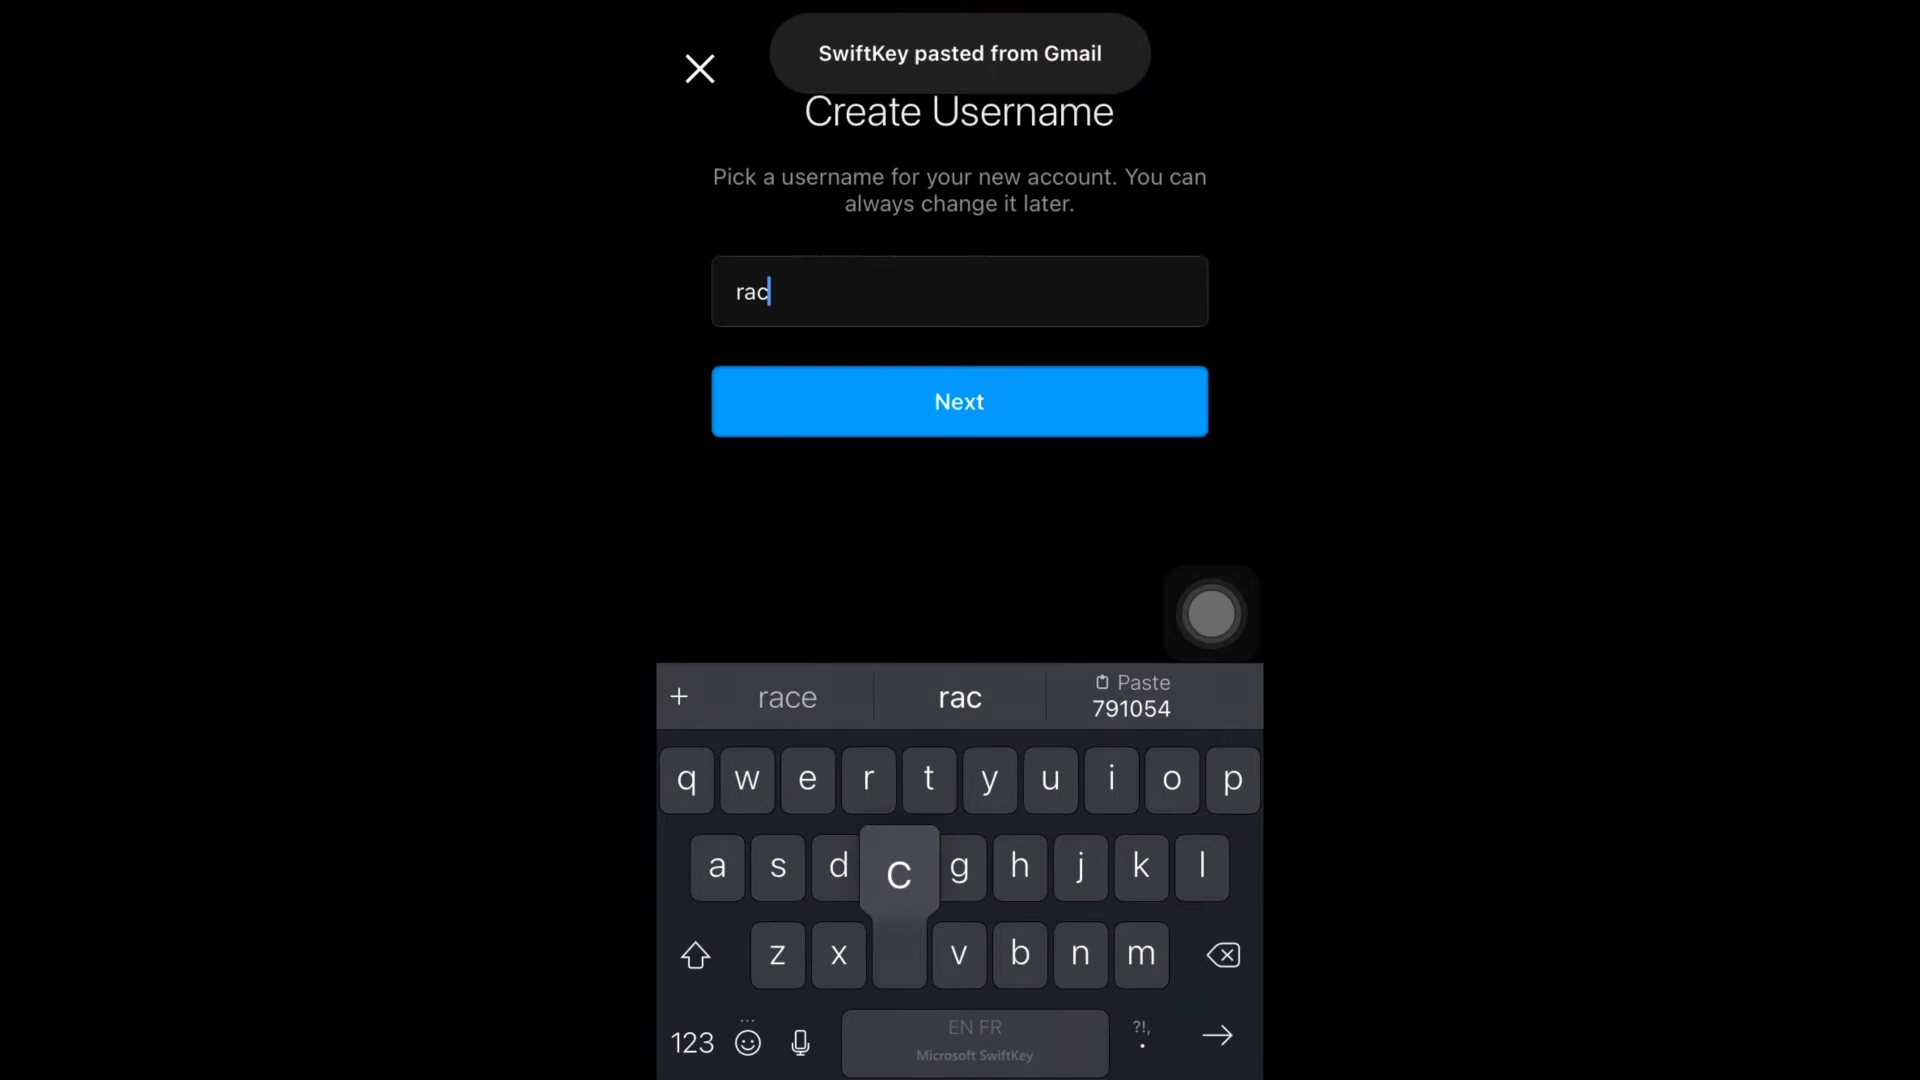 SwiftKey pasted from Gmail
Create Username
Pick a username for your new account. You can
always change it later.
rac
Next
race
rac
Paste
791054
q w e r t y u i o p
a s d c g h j k l
z x v b n m
123
EN FR
Microsoft SwiftKey
?!,
.